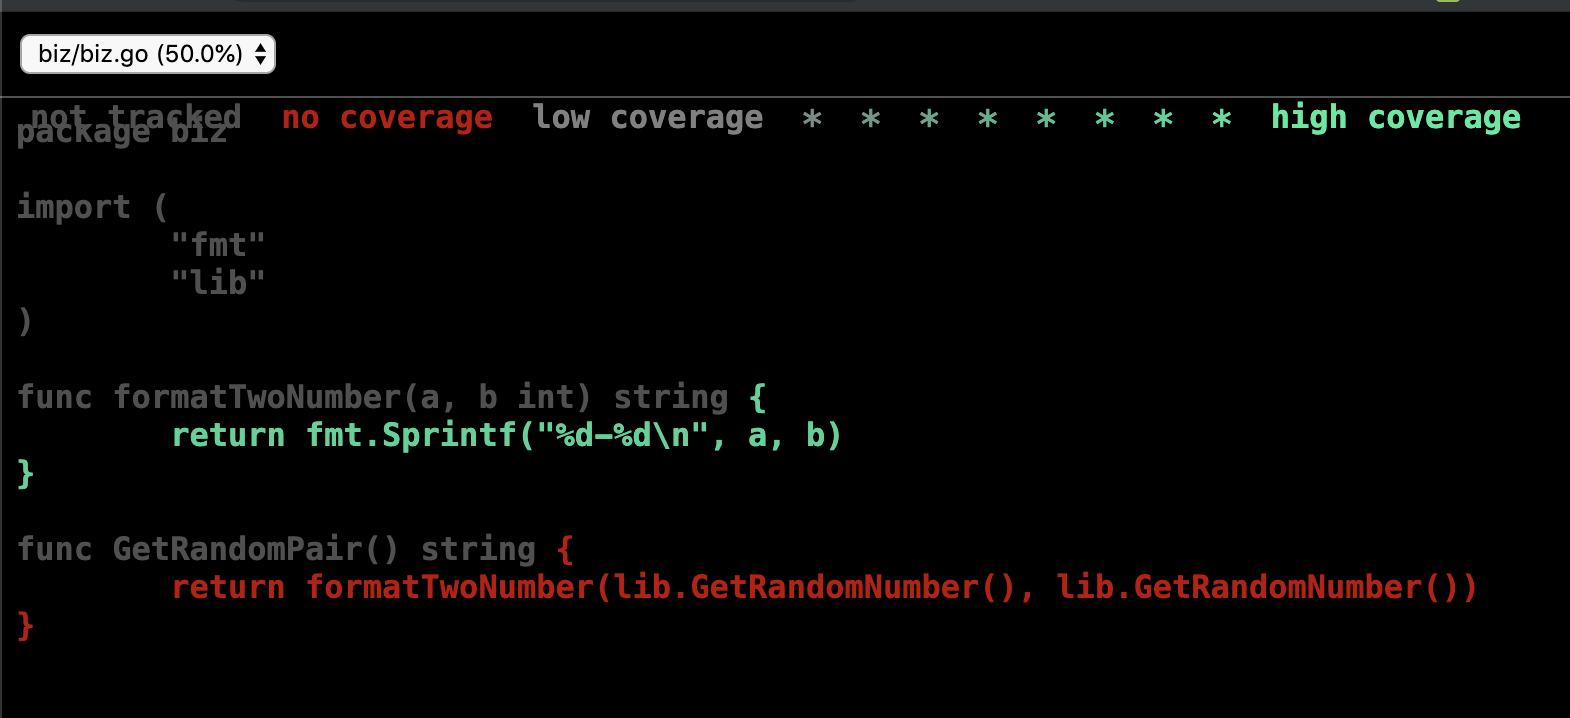 biz/biz.go (50.0%)
not tracked no coverage low coverage * * * * * * * * high coverage
package biz
import (
"fmt"
"lib"
)
func formatTwoNumber(a, b int) string {
return fmt.Sprintf("%d-%d\n", a, b)
}
func GetRandomPair() string {
return formatTwoNumber(lib.GetRandomNumber(), lib.GetRandomNumber())
}